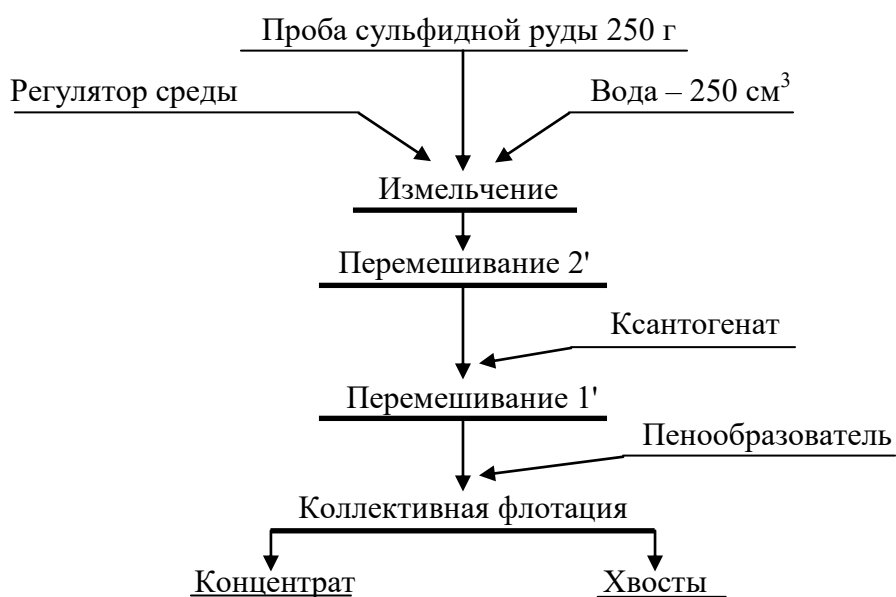 Проба сульфидной руды 250 г
Регулятор среды
Вода – 250 см³
Измельчение
Перемешивание 2'
Ксантогенат
Перемешивание 1'
Пенообразователь
Коллективная флотация
Концентрат
Хвосты